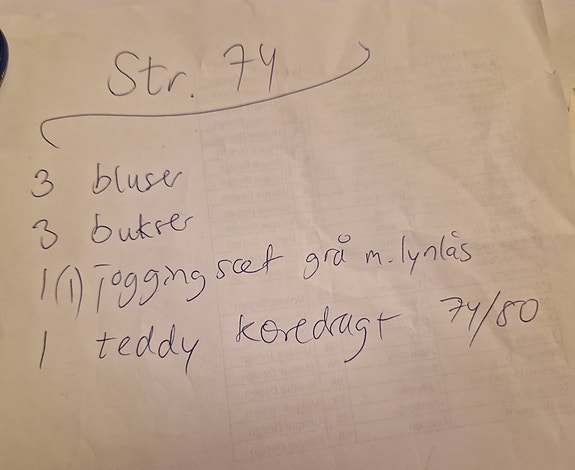 Str. 74
3 bluser
3 bukser
1(1) joggingsæt grå m. lynlås
1 teddy køredragt 74/80